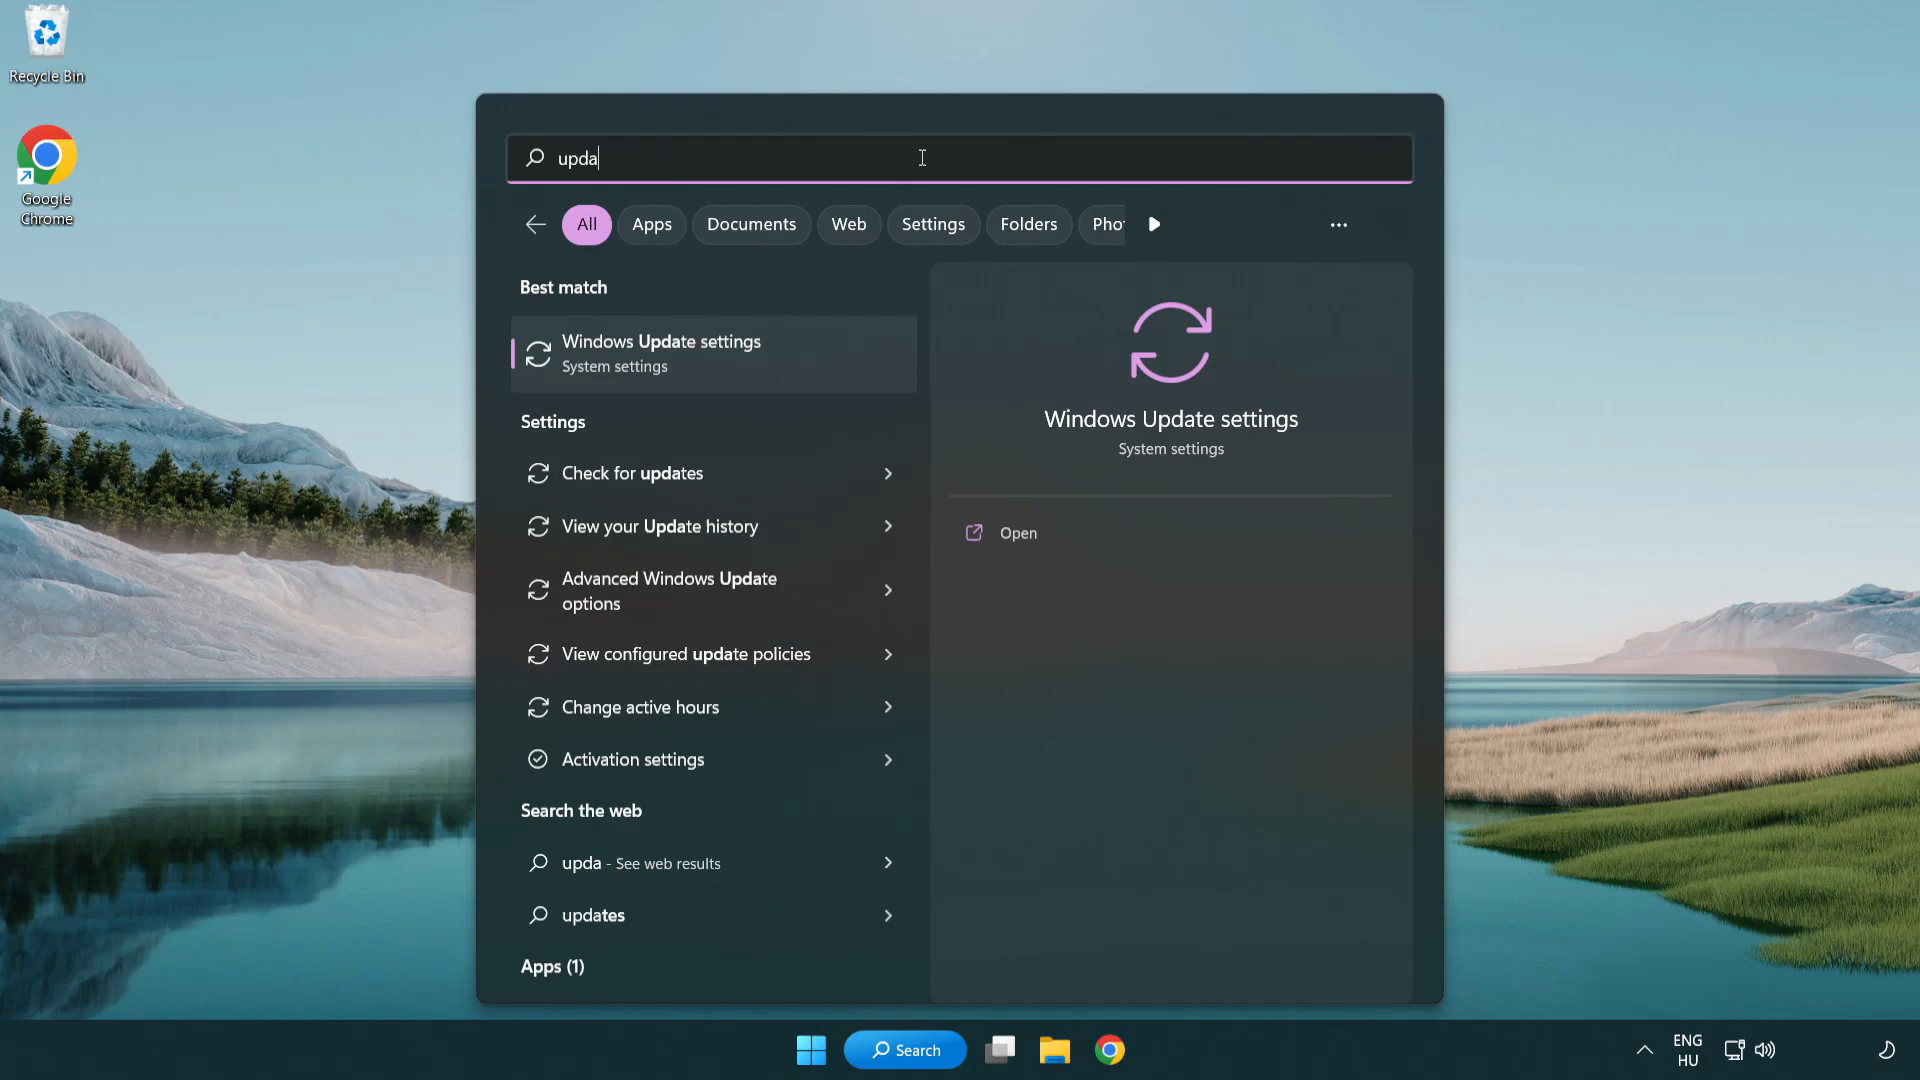 Recycle Bin
Google
Chrome
upda
All
Apps
Documents
Web
Settings
Folders
Pho
Best match
Windows Update settings
System settings
Settings
Check for updates
View your Update history
Advanced Windows Update
options
View configured update policies
Change active hours
Activation settings
Search the web
upda - See web results
updates
Apps (1)
Windows Update settings
System settings
Open
Search
ENG
HU